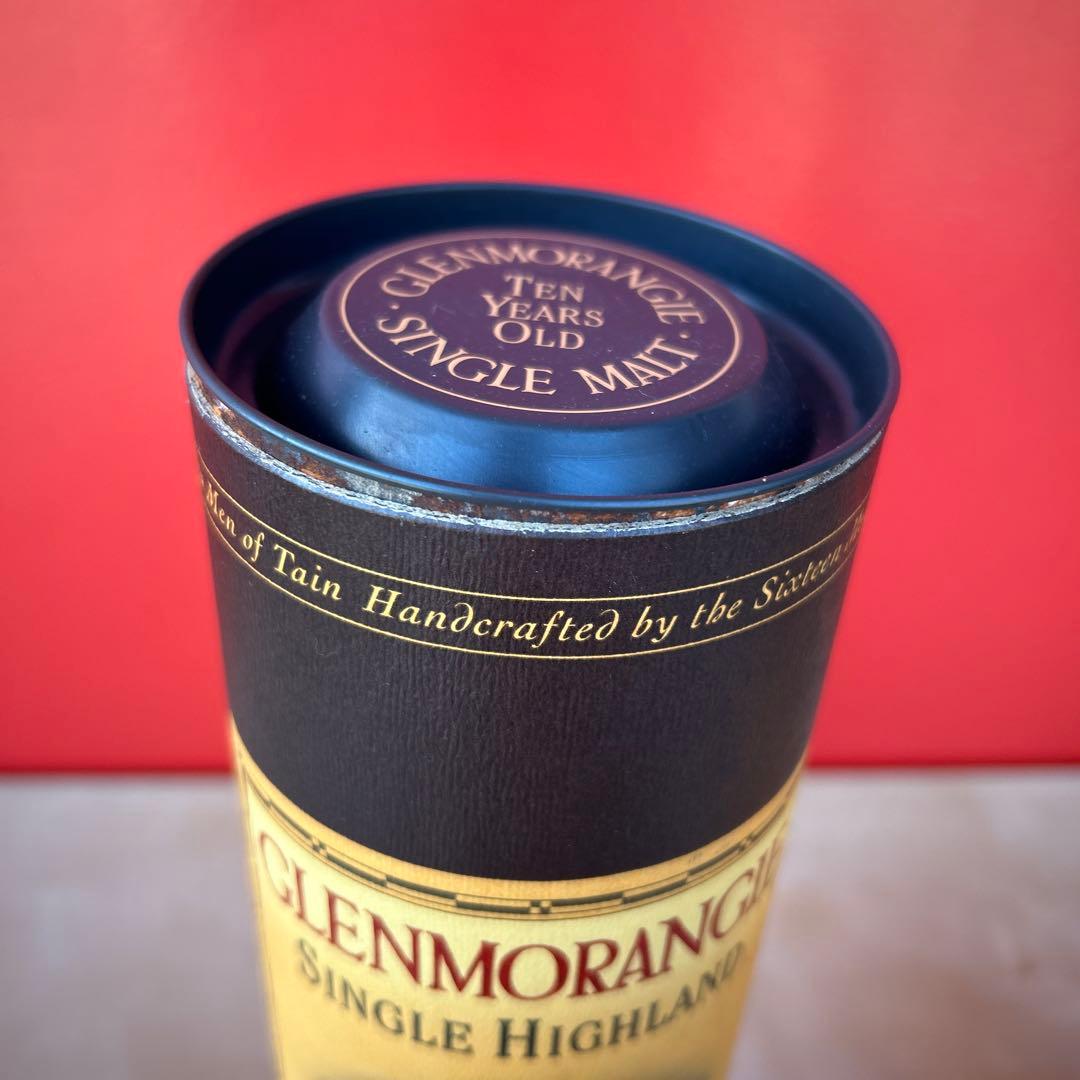 GLENMORANGIE
TEN
YEARS
OLD
SINGLE MALT
Men of Tain Handcrafted by the Sixteen
GLENMORANGIE
SINGLE HIGHLAND